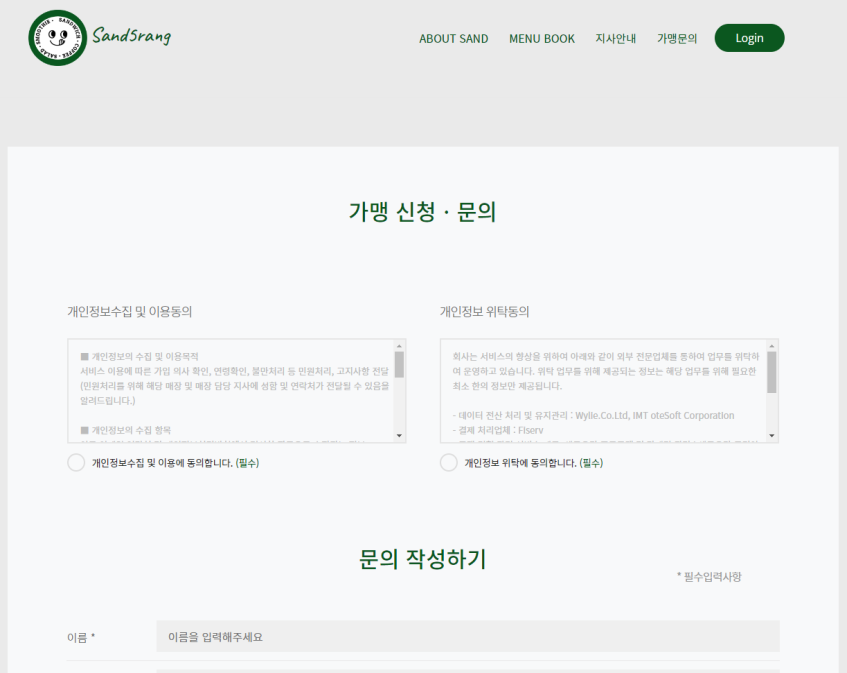 SANDWICH · COFFEE · SALAD · SMOOTHIE ·
Sand5rang
ABOUT SAND
MENU BOOK
지사안내
가맹문의
Login
가맹 신청 · 문의
개인정보수집 및 이용동의
■ 개인정보의 수집 및 이용목적
서비스 이용에 따른 가입 의사 확인, 연령확인, 불만처리 등 민원처리, 고지사항 전달
(민원처리를 위해 해당 매장 및 매장 담당 지사에 성함 및 연락처가 전달될 수 있음을
알려드립니다.)
■ 개인정보의 수집 항목
개인정보수집 및 이용에 동의합니다. (필수)
개인정보 위탁동의
회사는 서비스의 향상을 위하여 아래와 같이 외부 전문업체를 통하여 업무를 위탁하
여 운영하고 있습니다. 위탁 업무를 위해 제공되는 정보는 해당 업무를 위해 필요한
최소 한의 정보만 제공됩니다.
- 데이터 전산 처리 및 유지관리 : Wylie.Co.Ltd, IMT oteSoft Corporation
- 결제 처리업체 : Fiserv
개인정보 위탁에 동의합니다. (필수)
문의 작성하기
* 필수입력사항
이름 *
이름을 입력해주세요